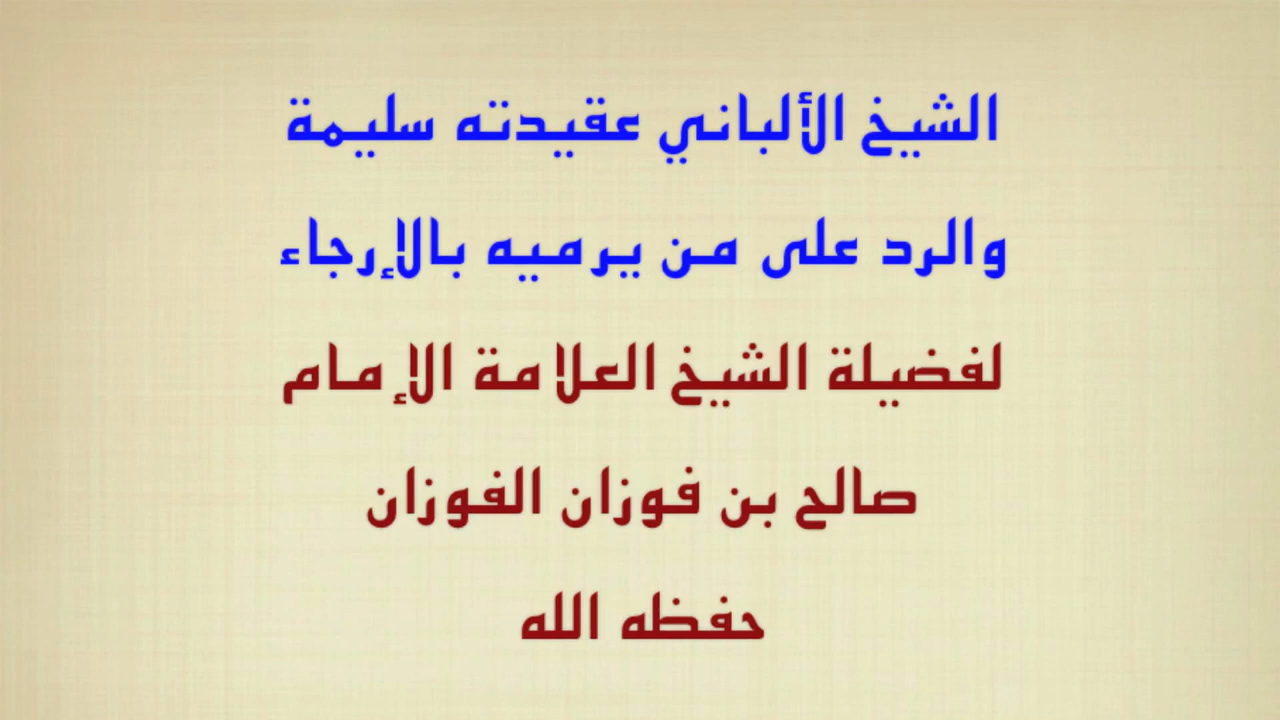 الشيخ الألباني عقيدته سليمة
والرد على من يرميه بالإرجاء
لفضيلة الشيخ العلامة الإمام
صالح بن فوزان الفوزان
حفظه الله